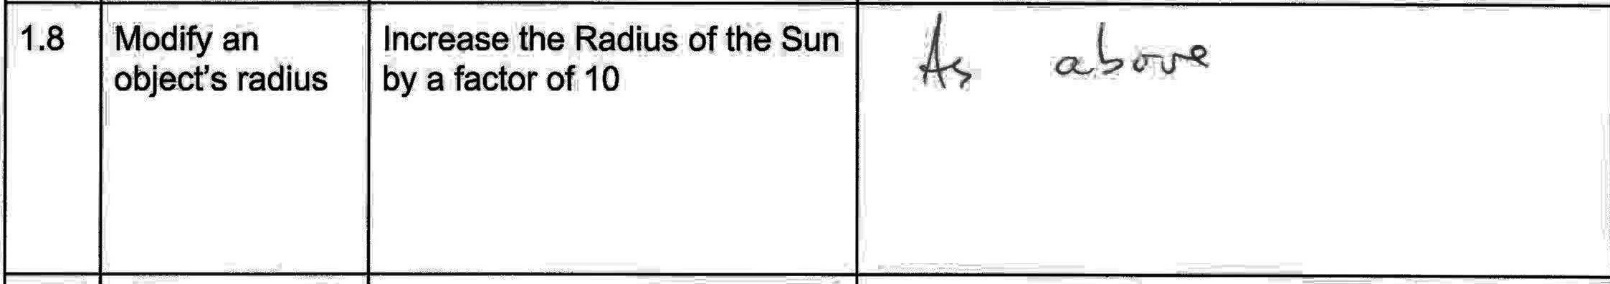 1.8 Modify an Increase the Radius of the Sun As above
object's radius by a factor of 10